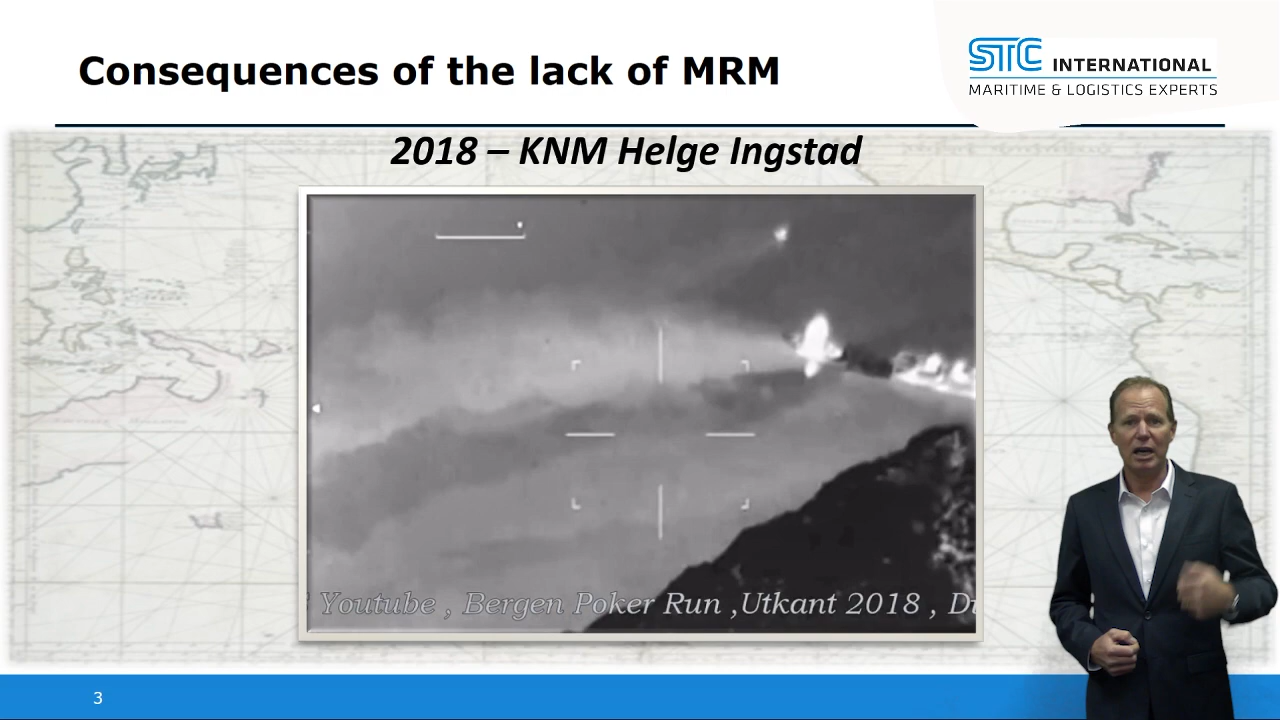 Consequences of the lack of MRM
STC INTERNATIONAL
MARITIME & LOGISTICS EXPERTS
2018 – KNM Helge Ingstad
Youtube , Bergen Poker Run ,Utkant 2018 ,
3